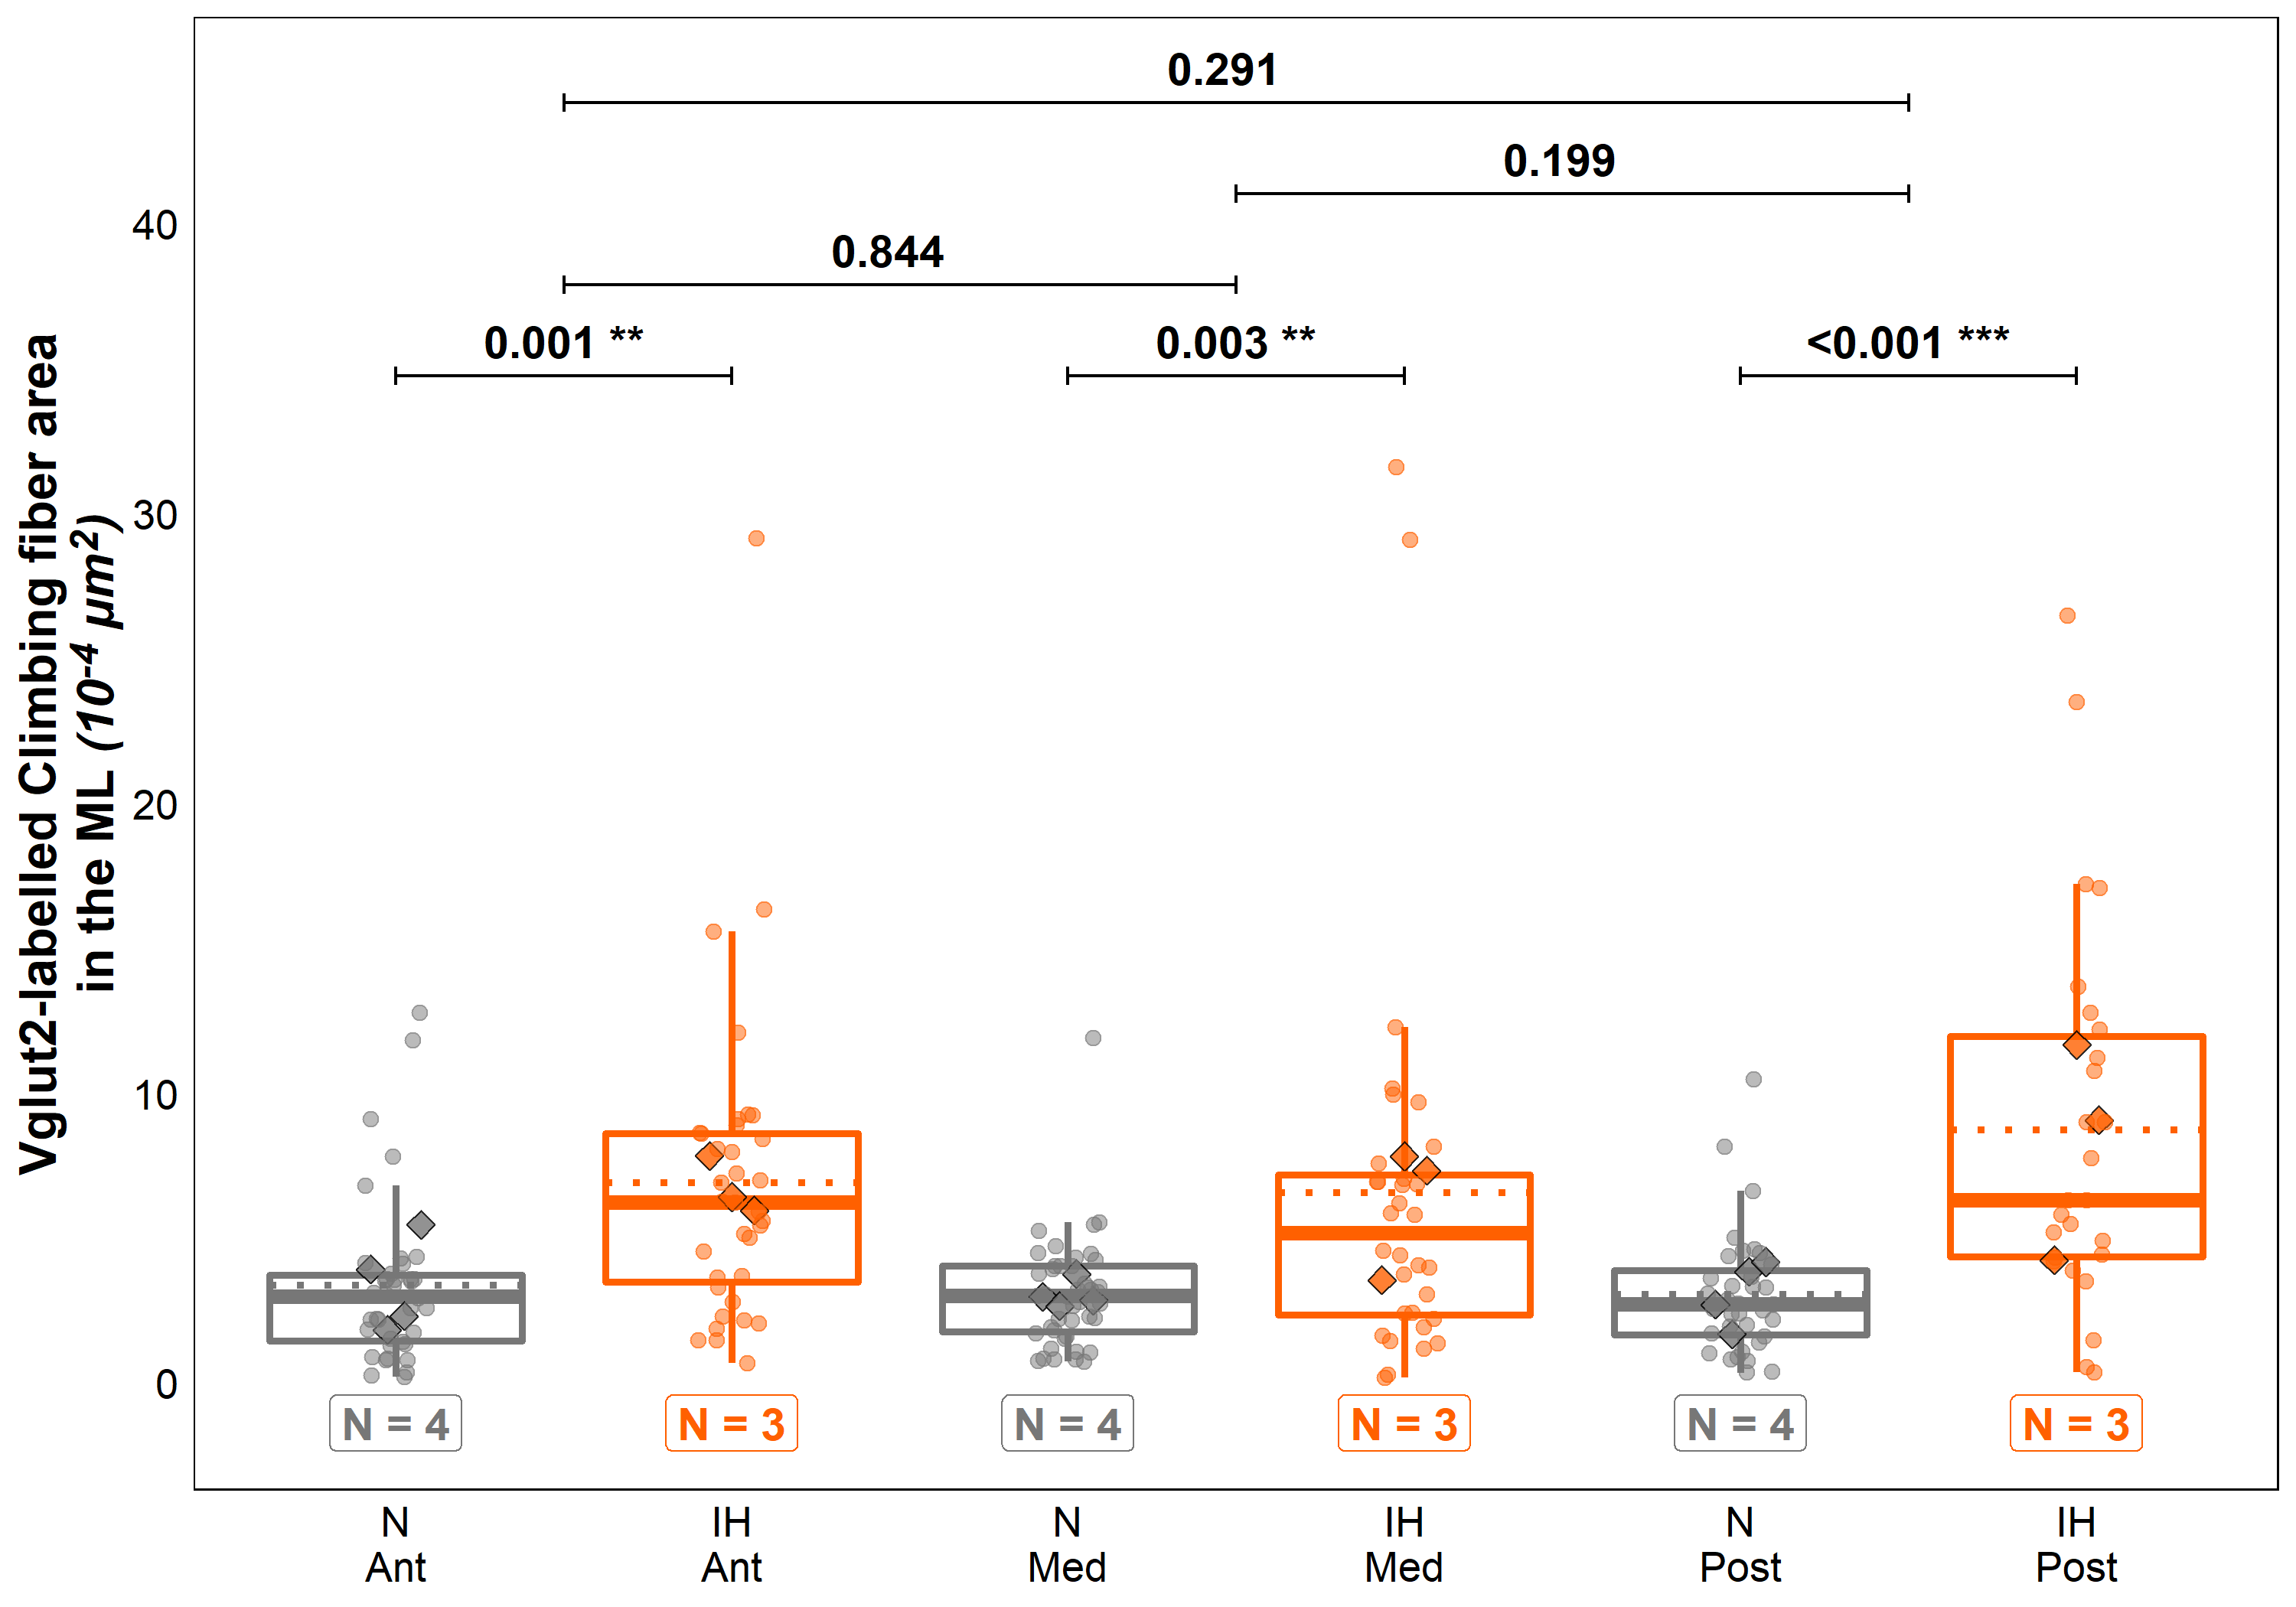 Vglut2-labelled Climbing fiber area
in the ML (10⁻⁴ µm²)
0.291
0.199
0.844
0.001 **
0.003 **
<0.001 ***
40
30
20
10
0
N = 4
N = 3
N = 4
N = 3
N = 4
N = 3
N
Ant
IH
Ant
N
Med
IH
Med
N
Post
IH
Post